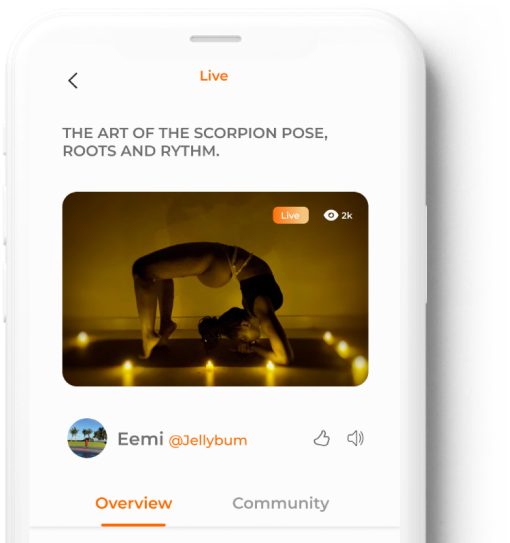 Live
THE ART OF THE SCORPION POSE,
ROOTS AND RYTHM.
Live 2k
Eemi @Jellybum
Overview Community